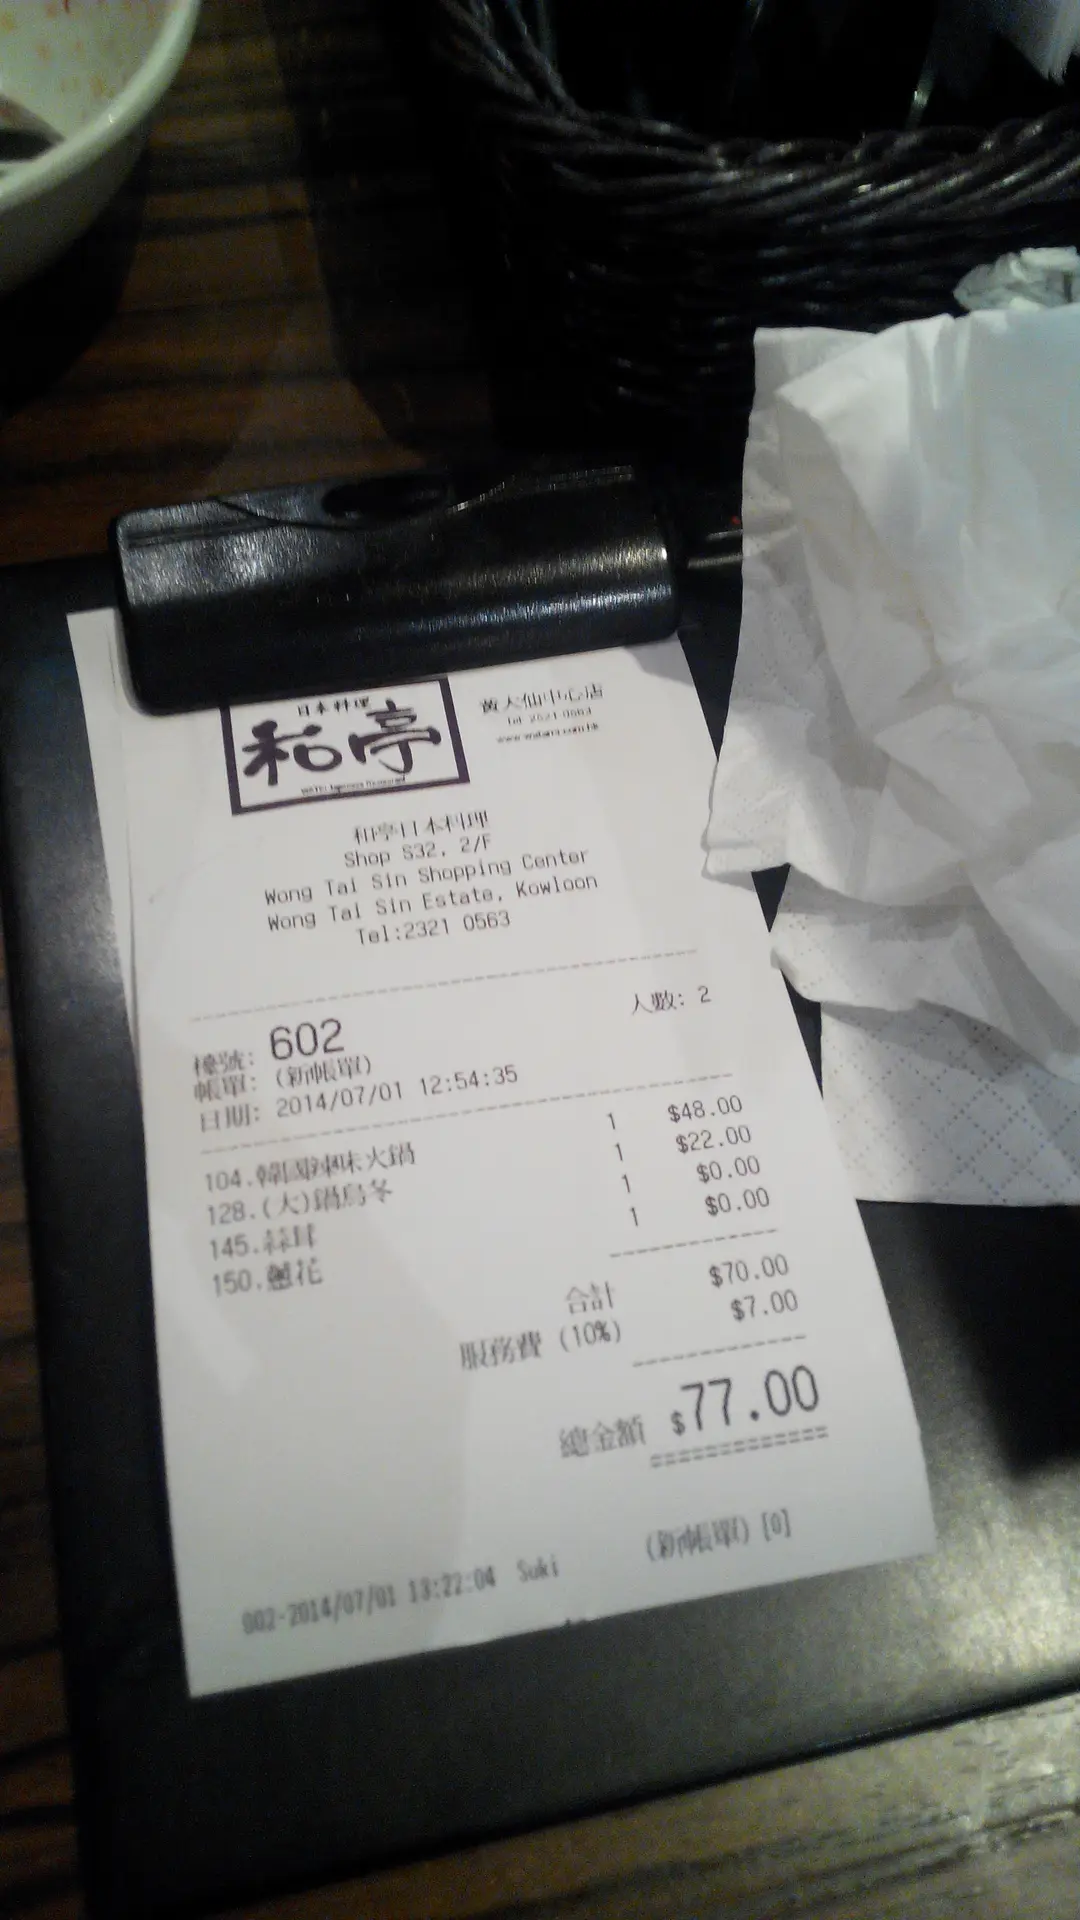 日本料理
和亭
黃大仙中心店
和亭日本料理
Shop S32, 2/F
Wong Tai Sin Shopping Center
Wong Tai Sin Estate, Kowloon
Tel:2321 0563
人數: 2
檯號: 602
帳單: (新帳單)
日期: 2014/07/01 12:54:35
104.韓國辣味火鍋 1 $48.00
128.(大)鍋烏冬 1 $22.00
145.蒜茸 1 $0.00
150.蔥花 1 $0.00
合計 $70.00
服務費 (10%) $7.00
總金額 $77.00
(新帳單) [0]
002-2014/07/01 13:22:04 Suki